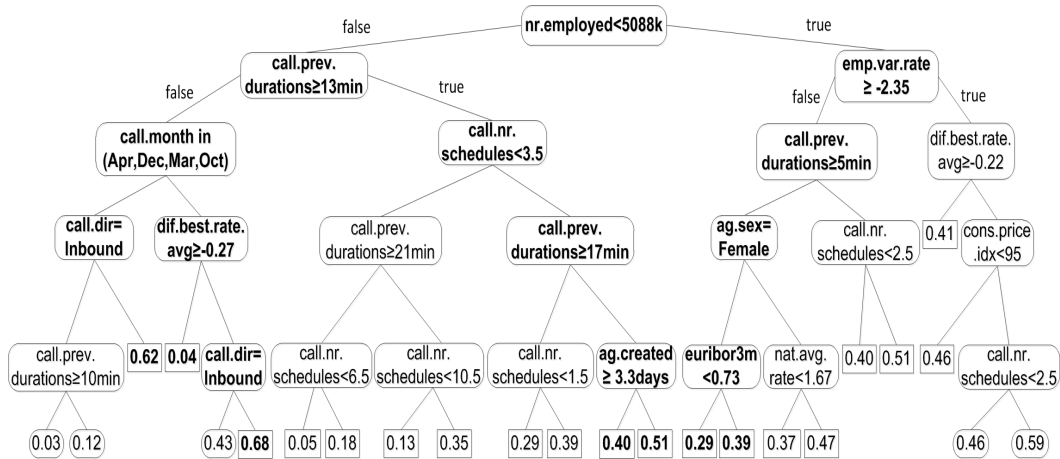 nr.employed<5088k
false
true
call.prev.
durations≥13min
emp.var.rate
≥ -2.35
false
true
false
true
call.month in
(Apr,Dec,Mar,Oct)
call.nr.
schedules<3.5
call.prev.
durations≥5min
dif.best.rate.
avg≥-0.22
call.dir=
Inbound
dif.best.rate.
avg≥-0.27
call.prev.
durations≥21min
call.prev.
durations≥17min
ag.sex=
Female
call.nr.
schedules<2.5
0.41
cons.price
.idx<95
call.prev.
durations≥10min
0.62
0.04
call.dir=
Inbound
call.nr.
schedules<6.5
call.nr.
schedules<10.5
call.nr.
schedules<1.5
ag.created
≥ 3.3days
euribor3m
<0.73
nat.avg.
rate<1.67
0.40
0.51
0.46
call.nr.
schedules<2.5
0.03
0.12
0.43
0.68
0.05
0.18
0.13
0.35
0.29
0.39
0.40
0.51
0.29
0.39
0.37
0.47
0.46
0.59